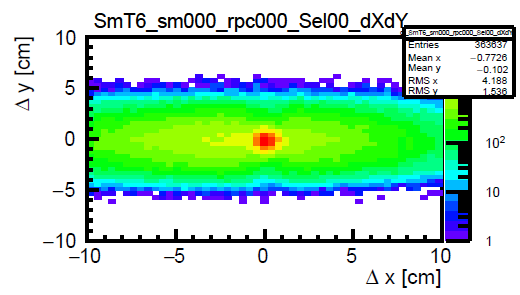 SmT6_sm000_rpc000_Sel00_dXdY
SmT6_sm000_rpc000_Sel00_dXdY
Entries 363637
Mean x −0.7726
Mean y −0.102
RMS x 4.188
RMS y 1.536
Δ y [cm]
10
5
0
−5
−10
−10 −5 0 5 10
Δ x [cm]
10²
10
1